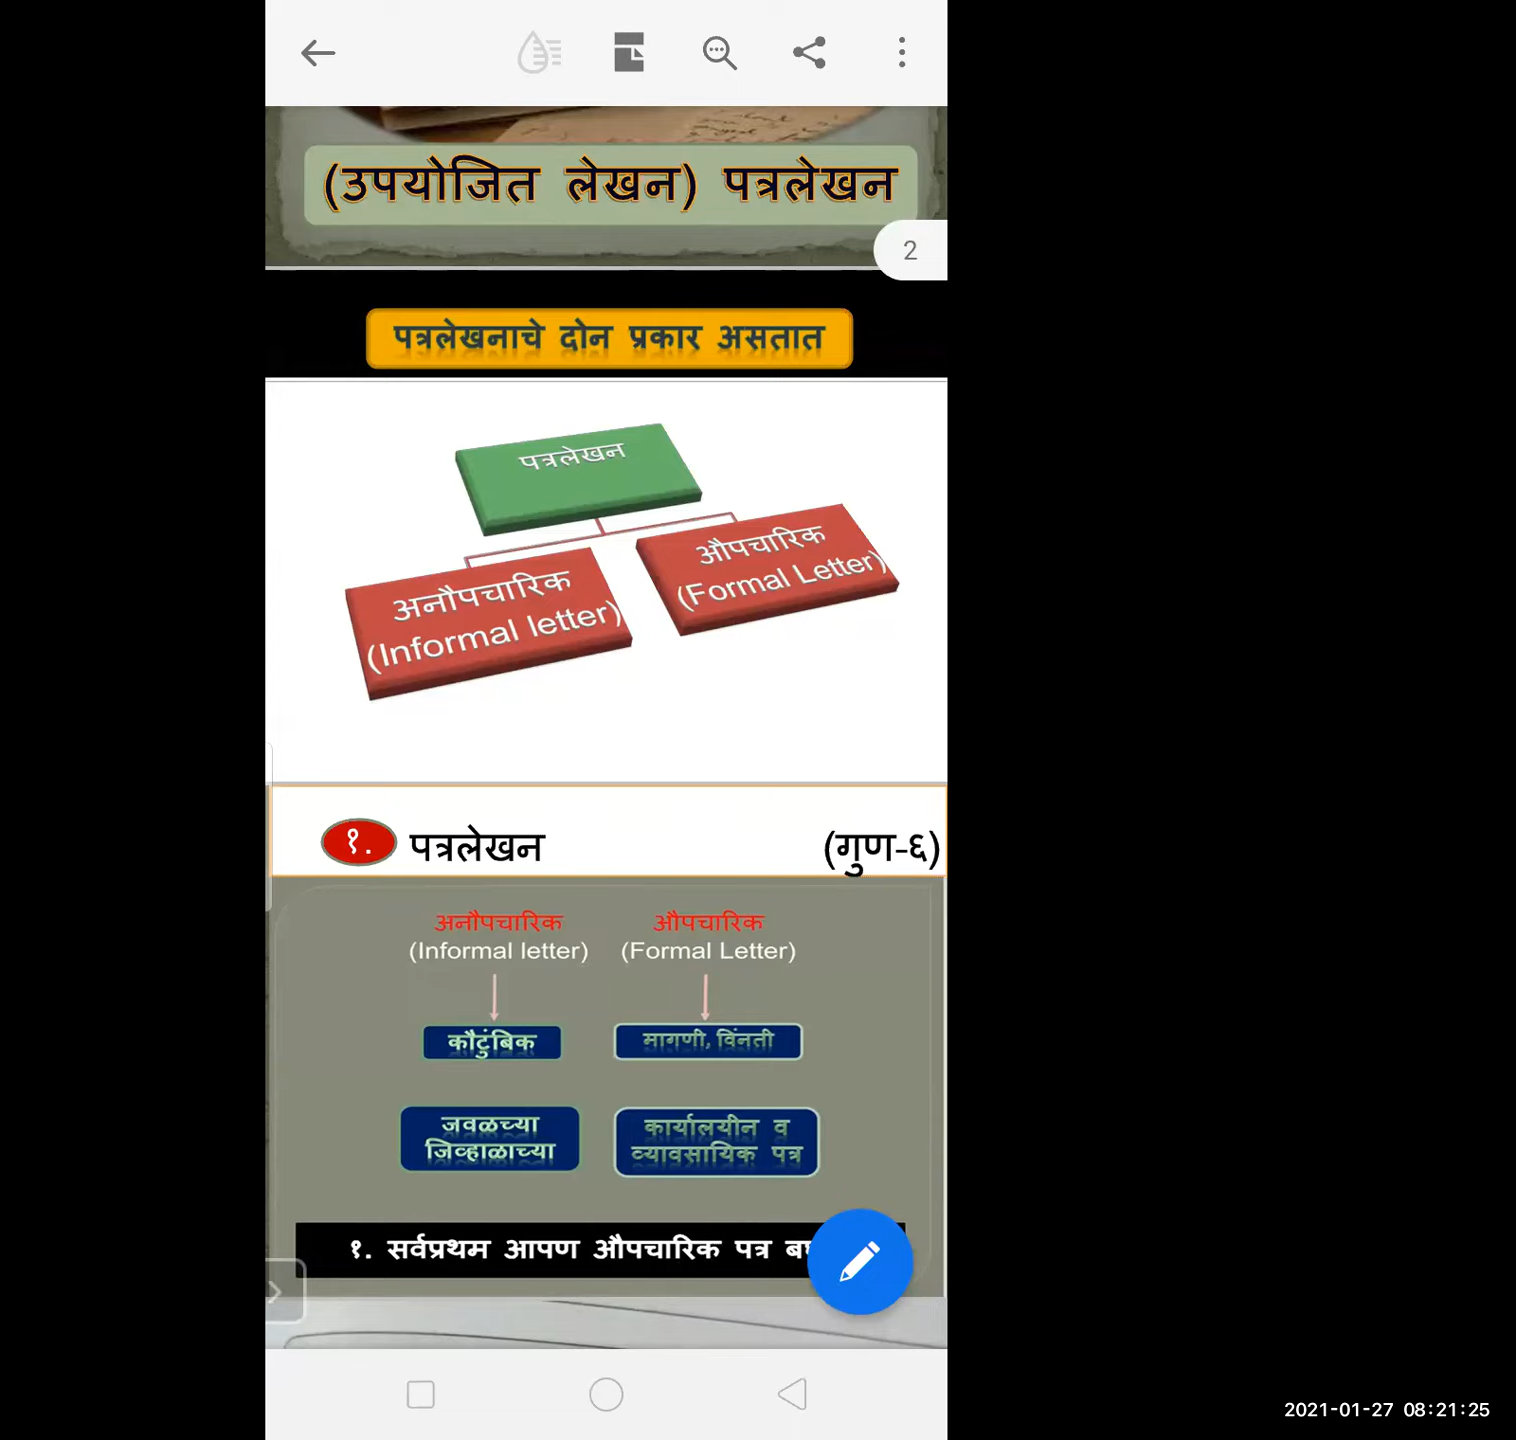 (उपयोजित लेखन) पत्रलेखन
2
पत्रलेखनाचे दोन प्रकार असतात
पत्रलेखन
औपचारिक
(Formal Letter)
अनौपचारिक
(Informal letter)
१. पत्रलेखन (गुण-६)
अनौपचारिक औपचारिक
(Informal letter) (Formal Letter)
कौटुंबिक मागणी, विंनती
जवळच्या
जिव्हाळाच्या
कार्यालयीन व
व्यावसायिक पत्र
१. सर्वप्रथम आपण औपचारिक पत्र
2021-01-27 08:21:25